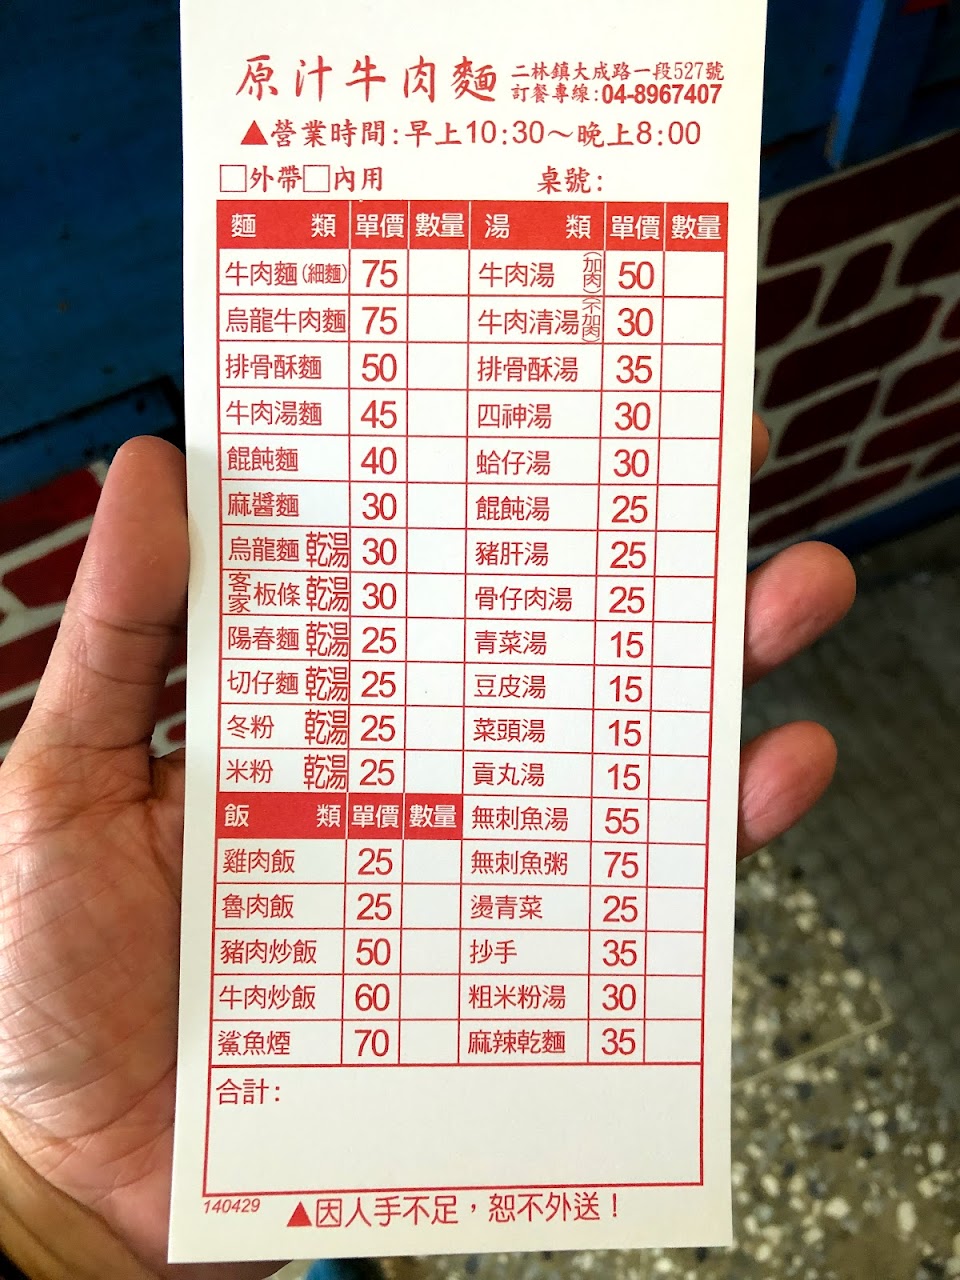 原汁牛肉麵
二林鎮大成路一段527號
訂餐專線:04-8967407
▲營業時間:早上10:30～晚上8:00
□外帶□內用 桌號:
麵類 單價 數量 湯類 單價 數量
牛肉麵(細麵) 75 牛肉湯(加肉) 50
烏龍牛肉麵 75 牛肉清湯(不加肉) 30
排骨酥麵 50 排骨酥湯 35
牛肉湯麵 45 四神湯 30
餛飩麵 40 蛤仔湯 30
麻醬麵 30 餛飩湯 25
烏龍麵 乾湯 30 豬肝湯 25
客家板條 乾湯 30 骨仔肉湯 25
陽春麵 乾湯 25 青菜湯 15
切仔麵 乾湯 25 豆皮湯 15
冬粉 乾湯 25 菜頭湯 15
米粉 乾湯 25 貢丸湯 15
飯類 單價 數量 無刺魚湯 55
雞肉飯 25 無刺魚粥 75
魯肉飯 25 燙青菜 25
豬肉炒飯 50 抄手 35
牛肉炒飯 60 粗米粉湯 30
鯊魚煙 70 麻辣乾麵 35
合計:
140429
▲因人手不足，恕不外送！